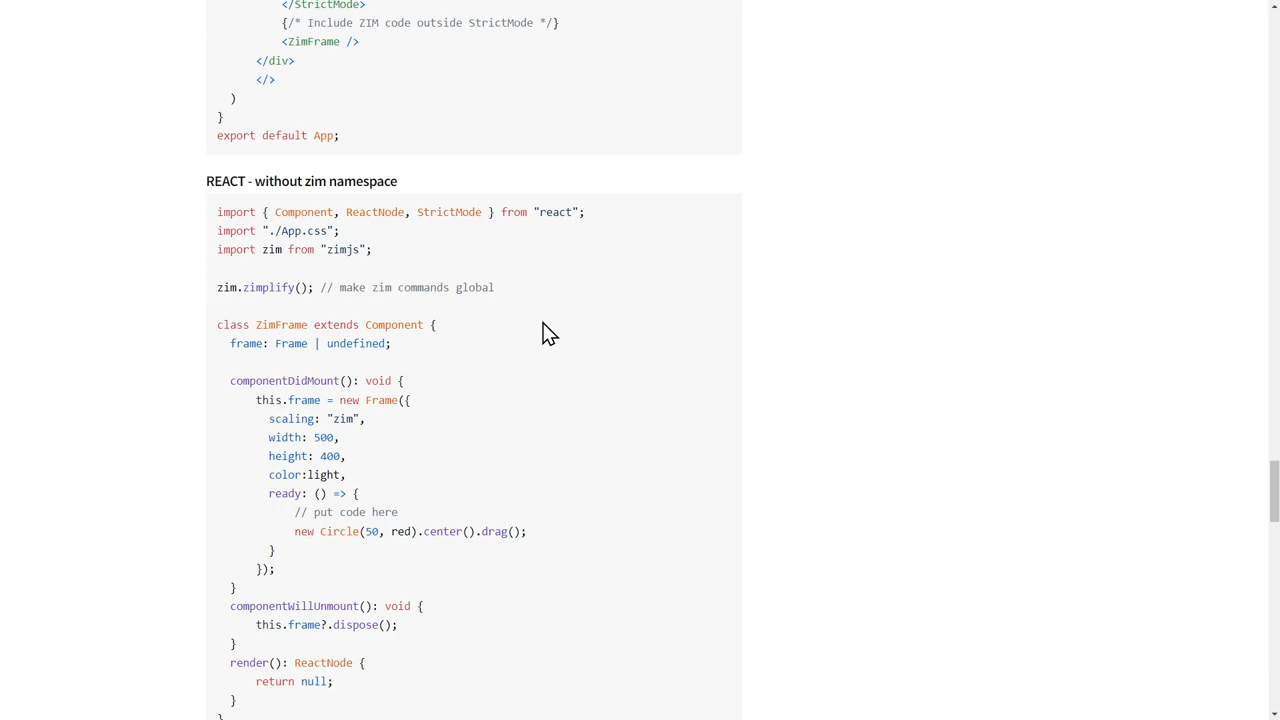 </StrictMode>
{/* Include ZIM code outside StrictMode */}
<ZimFrame />
</div>
</>
)
}
export default App;
REACT - without zim namespace
import { Component, ReactNode, StrictMode } from "react";
import "./App.css";
import zim from "zimjs";
zim.zimplify(); // make zim commands global
class ZimFrame extends Component {
frame: Frame | undefined;
componentDidMount(): void {
this.frame = new Frame({
scaling: "zim",
width: 500,
height: 400,
color:light,
ready: () => {
// put code here
new Circle(50, red).center().drag();
}
});
}
componentWillUnmount(): void {
this.frame?.dispose();
}
render(): ReactNode {
return null;
}
}